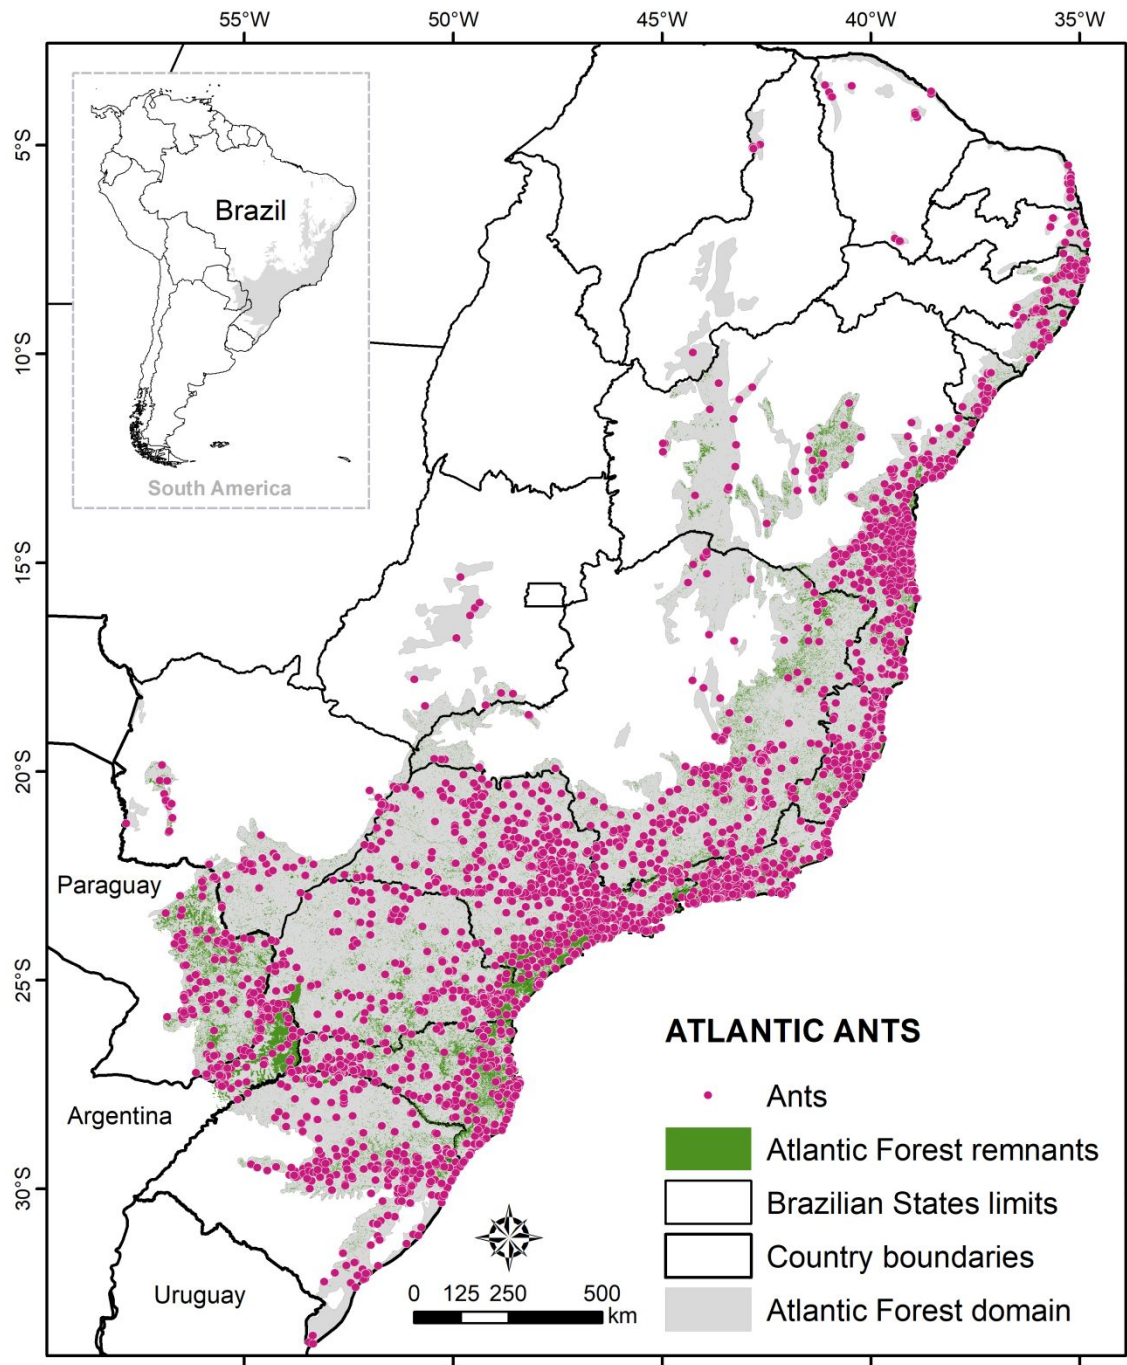 55°W 50°W 45°W 40°W 35°W
5°S
10°S
15°S
20°S
25°S
30°S
Brazil
South America
Paraguay
Argentina
Uruguay
ATLANTIC ANTS
Ants
Atlantic Forest remnants
Brazilian States limits
Country boundaries
Atlantic Forest domain
0 125 250 500
km